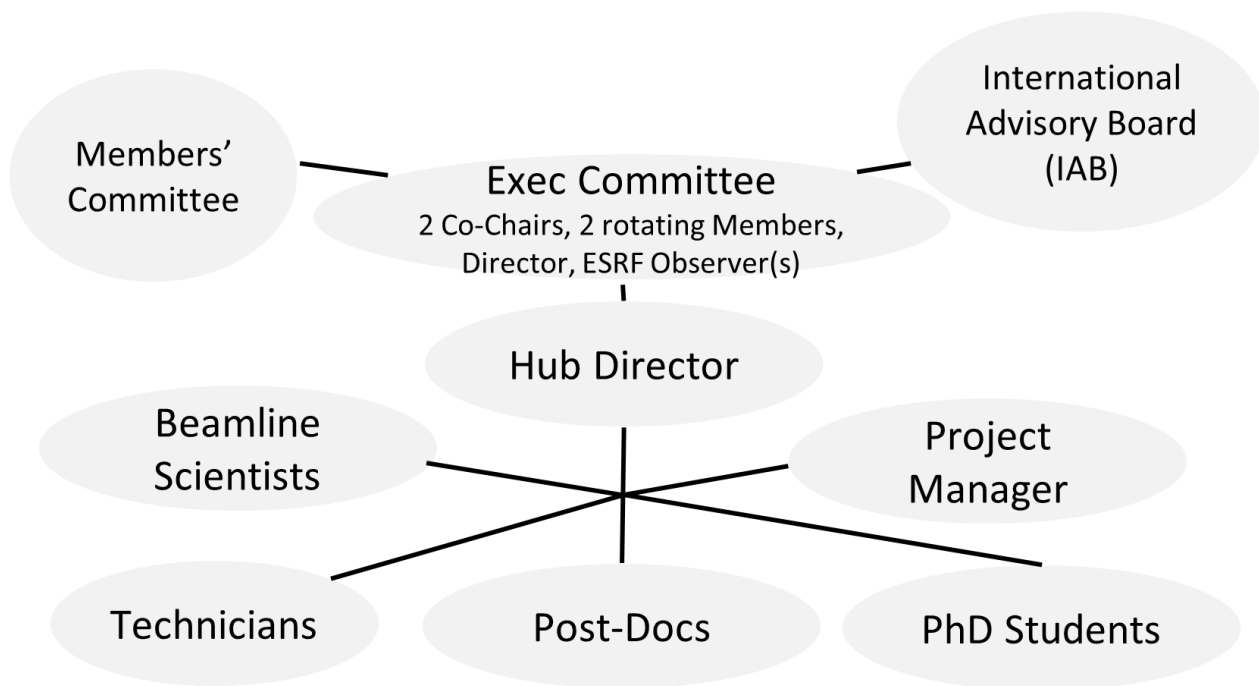 Members’
Committee
International
Advisory Board
(IAB)
Exec Committee
2 Co-Chairs, 2 rotating Members,
Director, ESRF Observer(s)
Hub Director
Beamline
Scientists
Project
Manager
Technicians
Post-Docs
PhD Students